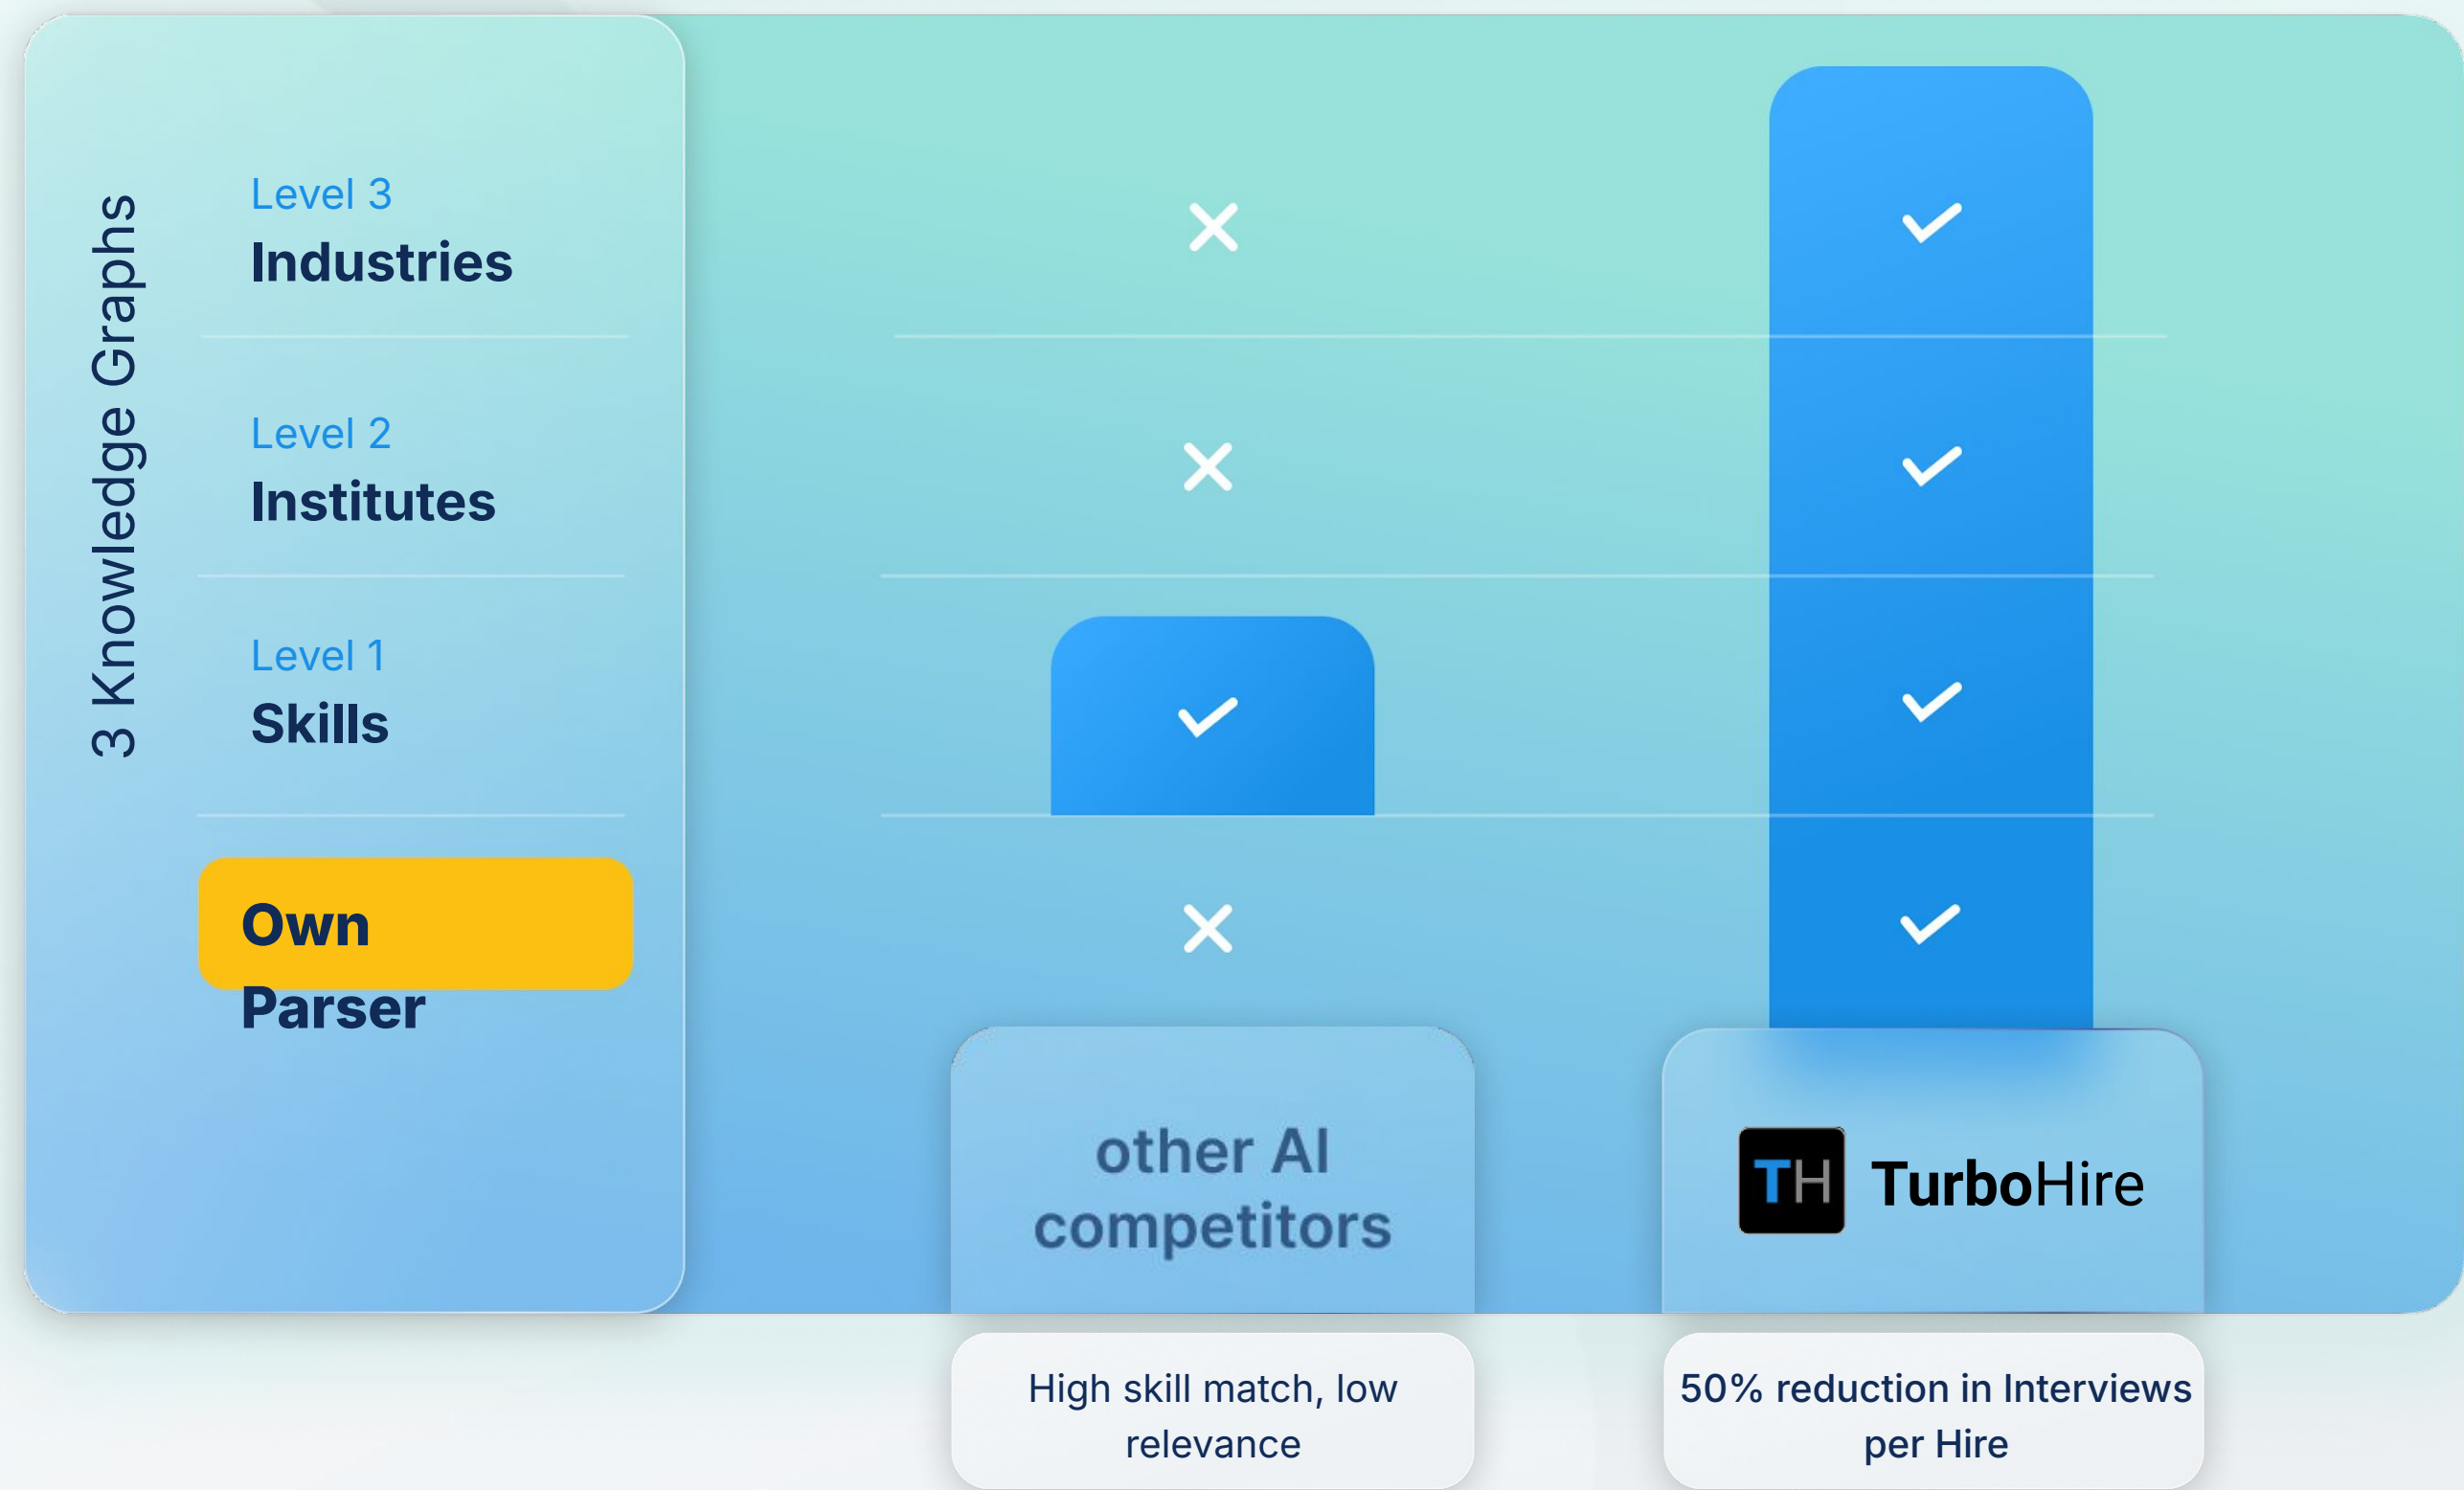 3 Knowledge Graphs
Level 3
Industries
Level 2
Institutes
Level 1
Skills
Own
Parser
other AI
competitors
TH TurboHire
High skill match, low
relevance
50% reduction in Interviews
per Hire